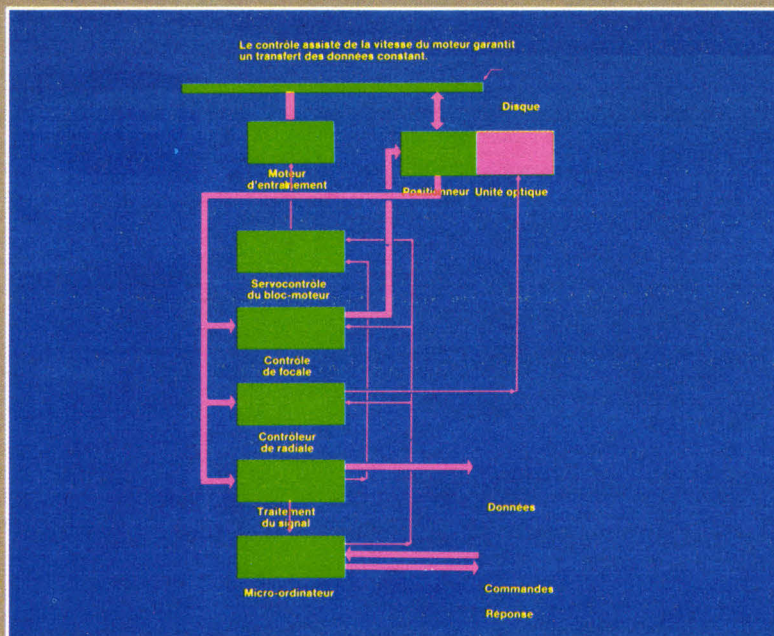 Le contrôle assisté de la vitesse du moteur garantit
un transfert des données constant.
Disque
Moteur
d'entraînement
Positionneur Unité optique
Servocontrôle
du bloc-moteur
Contrôle
de focale
Contrôleur
de radiale
Traitement
du signal
Données
Micro-ordinateur
Commandes
Réponse